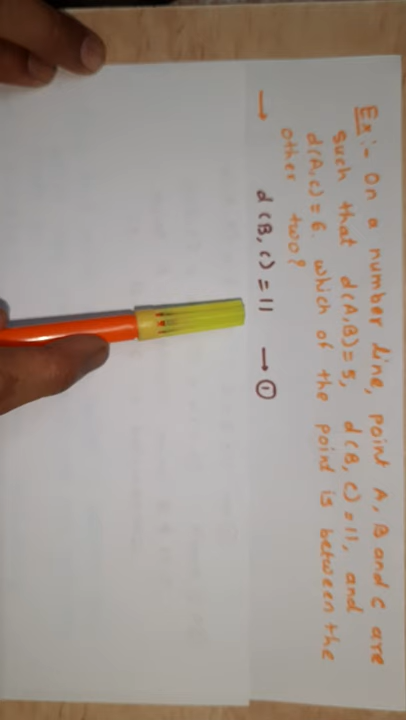 Ex:- On a number line, point A, B and C are
such that d(A,B)=5, d(B, C)=11, and
d(A,C)=6. which of the point is between the
other two?
→ d(B, C) = 11 → ①